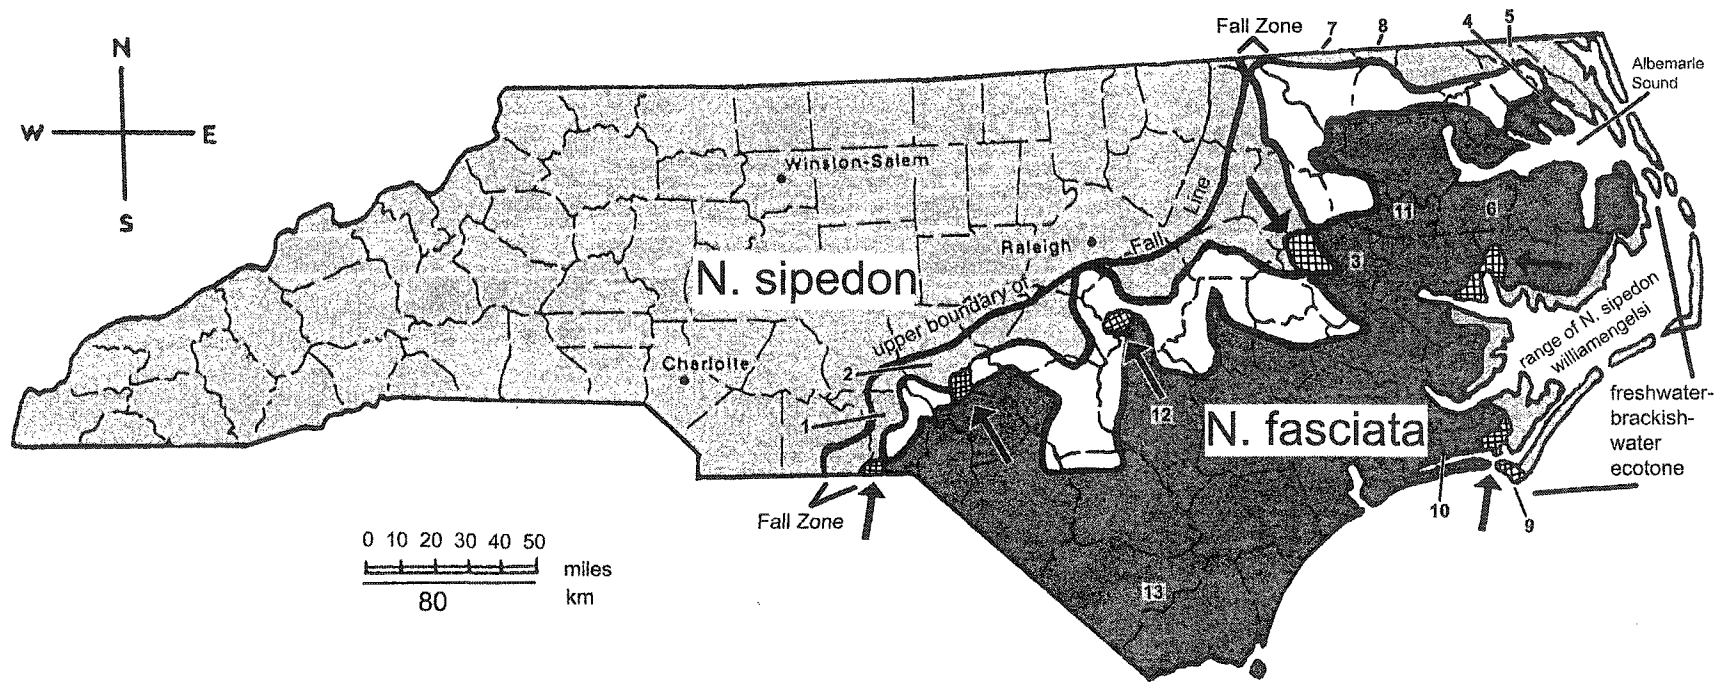 Fall Zone
7
8
4
5
Albemarle
Sound
N
W
E
S
Winston-Salem
Line
11
6
Raleigh
Fall
3
N. sipedon
upper boundary of
range of N. sipedon
williamengelsi
Charlotte
2
1
12
N. fasciata
freshwater-
brackish-
water
ecotone
10
9
Fall Zone
0 10 20 30 40 50
miles
km
80
13